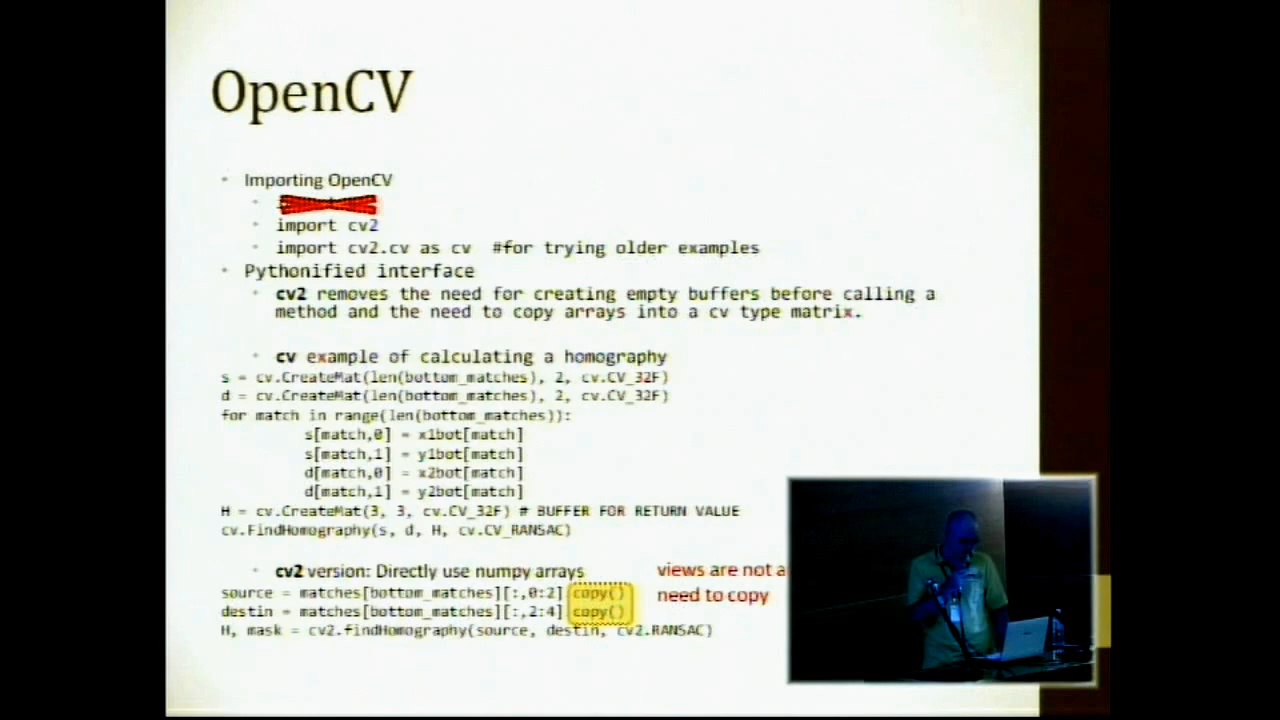 OpenCV
Importing OpenCV
import cv2
import cv2.cv as cv #for trying older examples
Pythonified interface
cv2 removes the need for creating empty buffers before calling a
method and the need to copy arrays into a cv type matrix.
cv example of calculating a homography
s = cv.CreateMat(len(bottom_matches), 2, cv.CV_32F)
d = cv.CreateMat(len(bottom_matches), 2, cv.CV_32F)
for match in range(len(bottom_matches)):
s[match,0] = x1bot[match]
s[match,1] = y1bot[match]
d[match,0] = x2bot[match]
d[match,1] = y2bot[match]
H = cv.CreateMat(3, 3, cv.CV_32F) # BUFFER FOR RETURN VALUE
cv.FindHomography(s, d, H, cv.CV_RANSAC)
cv2 version: Directly use numpy arrays
source = matches[bottom_matches][:,0:2].copy()
destin = matches[bottom_matches][:,2:4].copy()
H, mask = cv2.findHomography(source, destin, cv2.RANSAC)
views are not a
need to copy